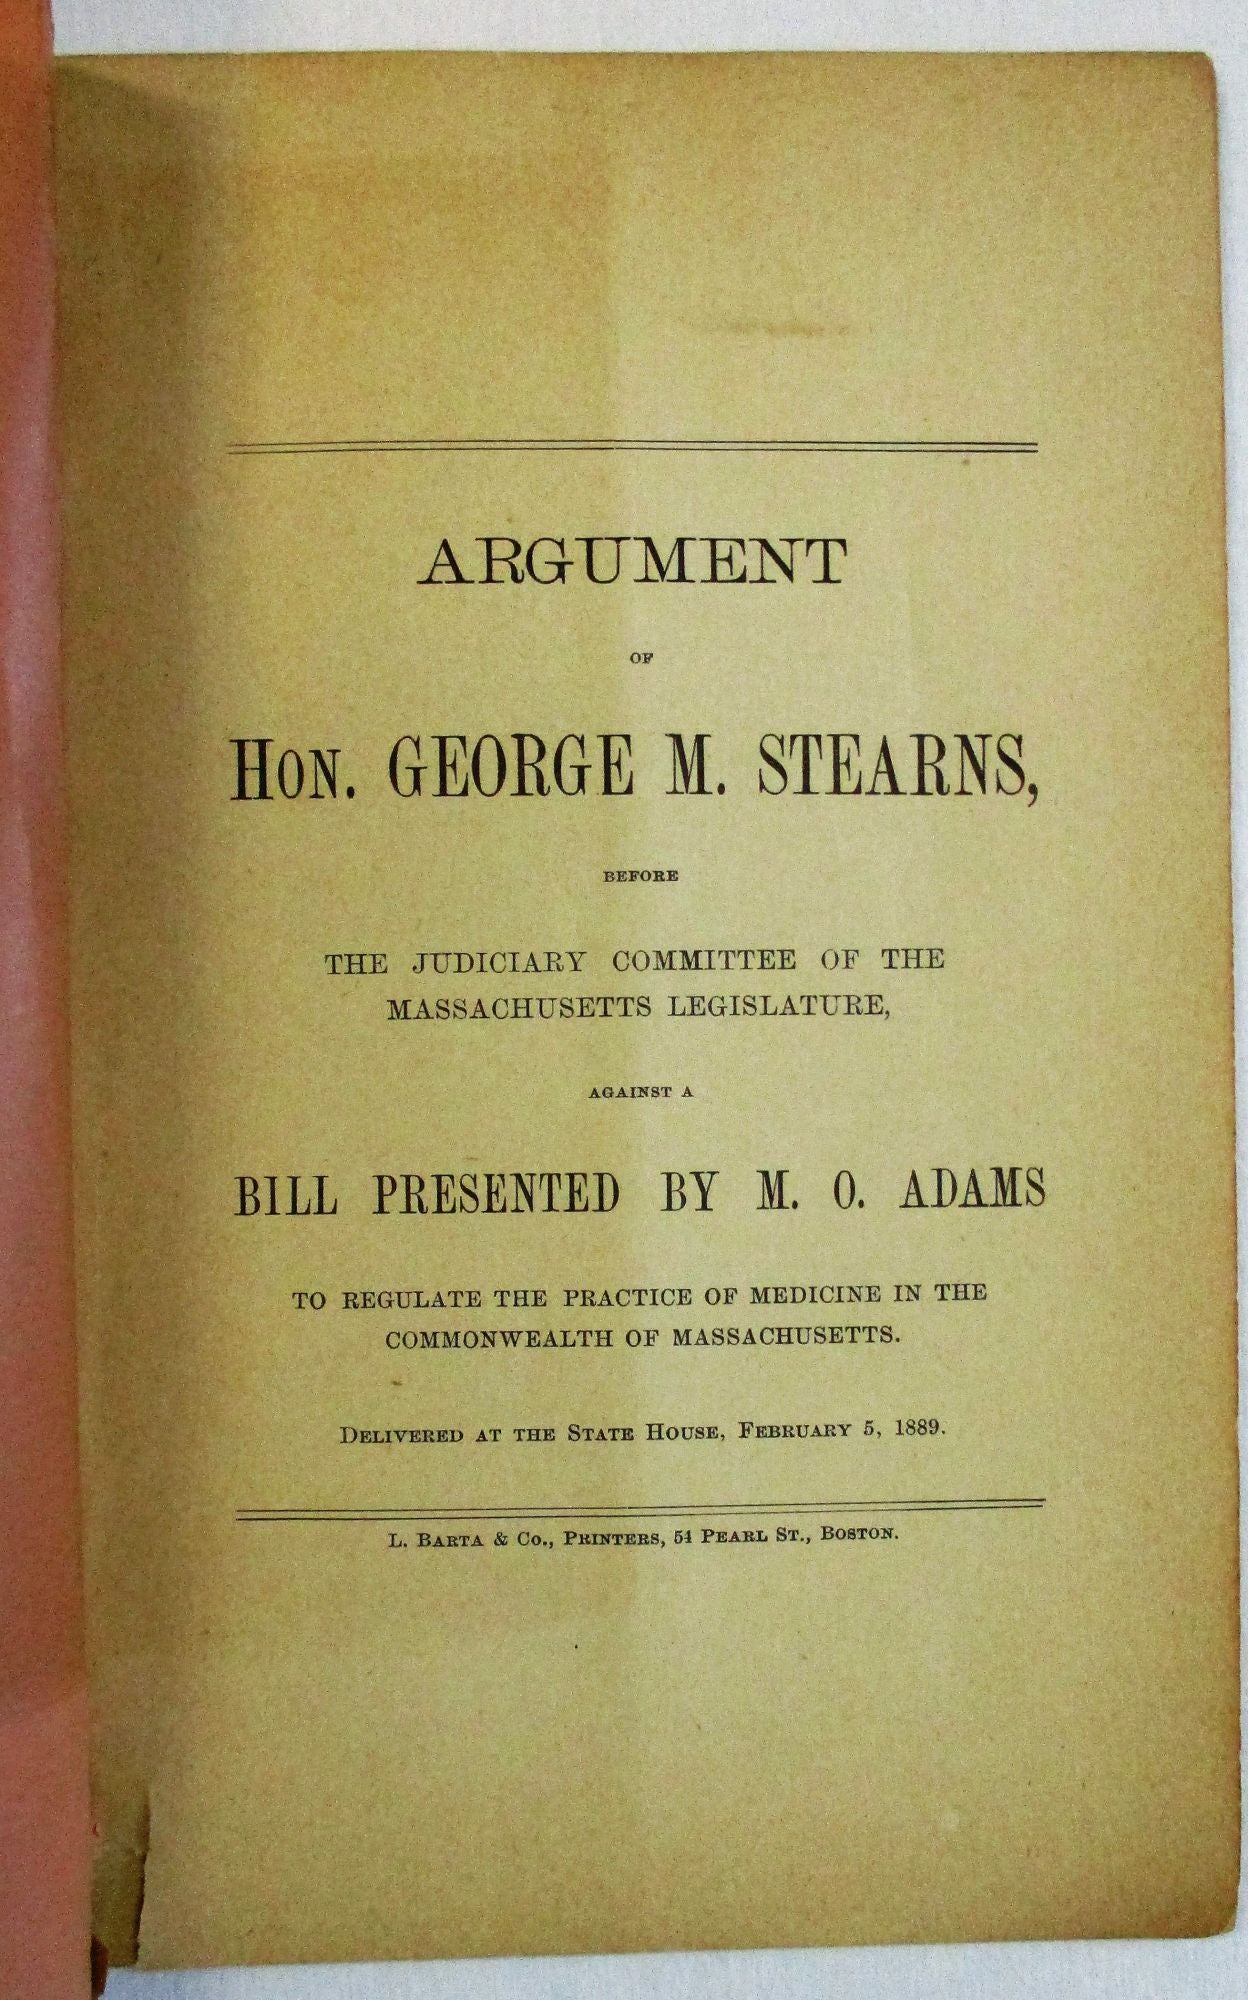 ARGUMENT
OF
HON. GEORGE M. STEARNS,
BEFORE
THE JUDICIARY COMMITTEE OF THE
MASSACHUSETTS LEGISLATURE,
AGAINST A
BILL PRESENTED BY M. O. ADAMS
TO REGULATE THE PRACTICE OF MEDICINE IN THE
COMMONWEALTH OF MASSACHUSETTS.
DELIVERED AT THE STATE HOUSE, FEBRUARY 5, 1889.
L. BARTA & CO., PRINTERS, 54 PEARL ST., BOSTON.